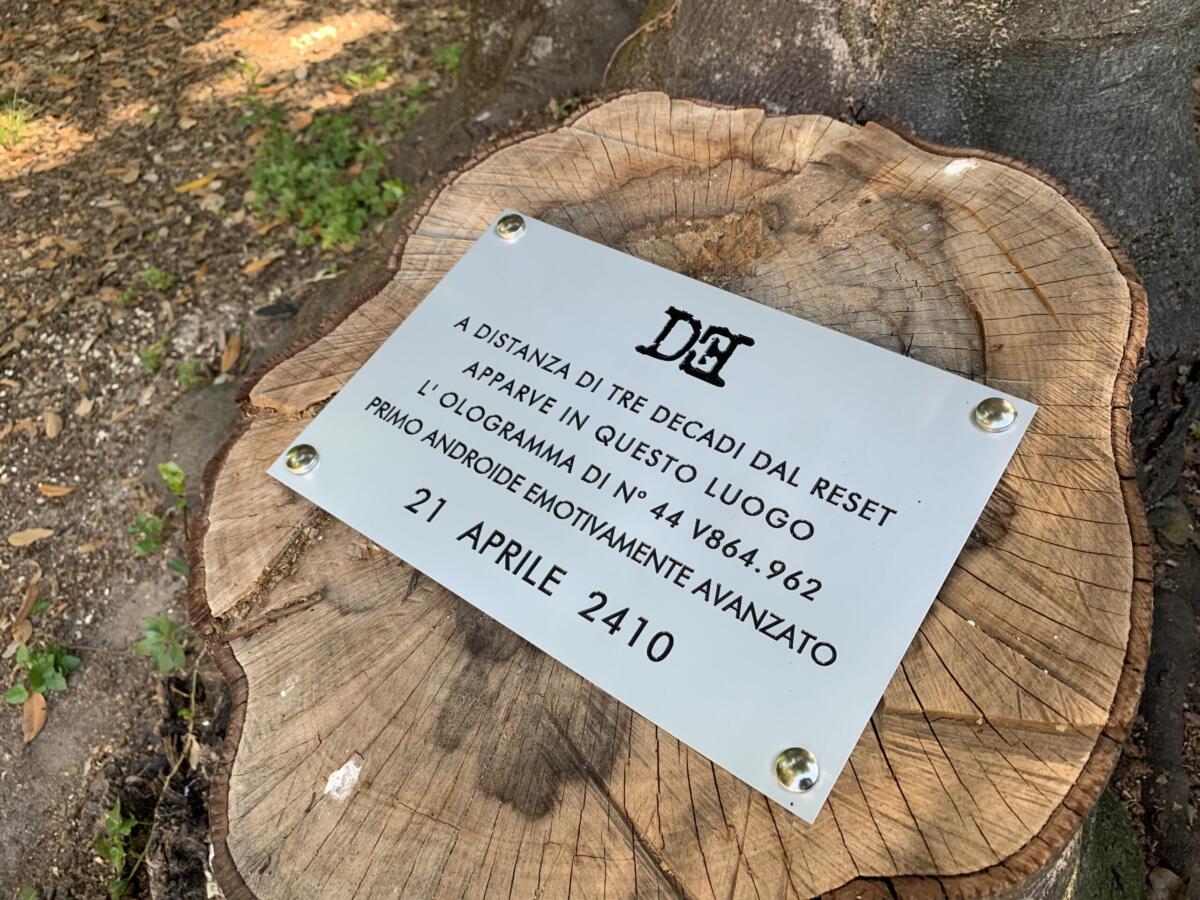 DE
A DISTANZA DI TRE DECADI DAL RESET
APPARVE IN QUESTO LUOGO
L' OLOGRAMMA DI N° 44 V864.962
PRIMO ANDROIDE EMOTIVAMENTE AVANZATO
21 APRILE 2410